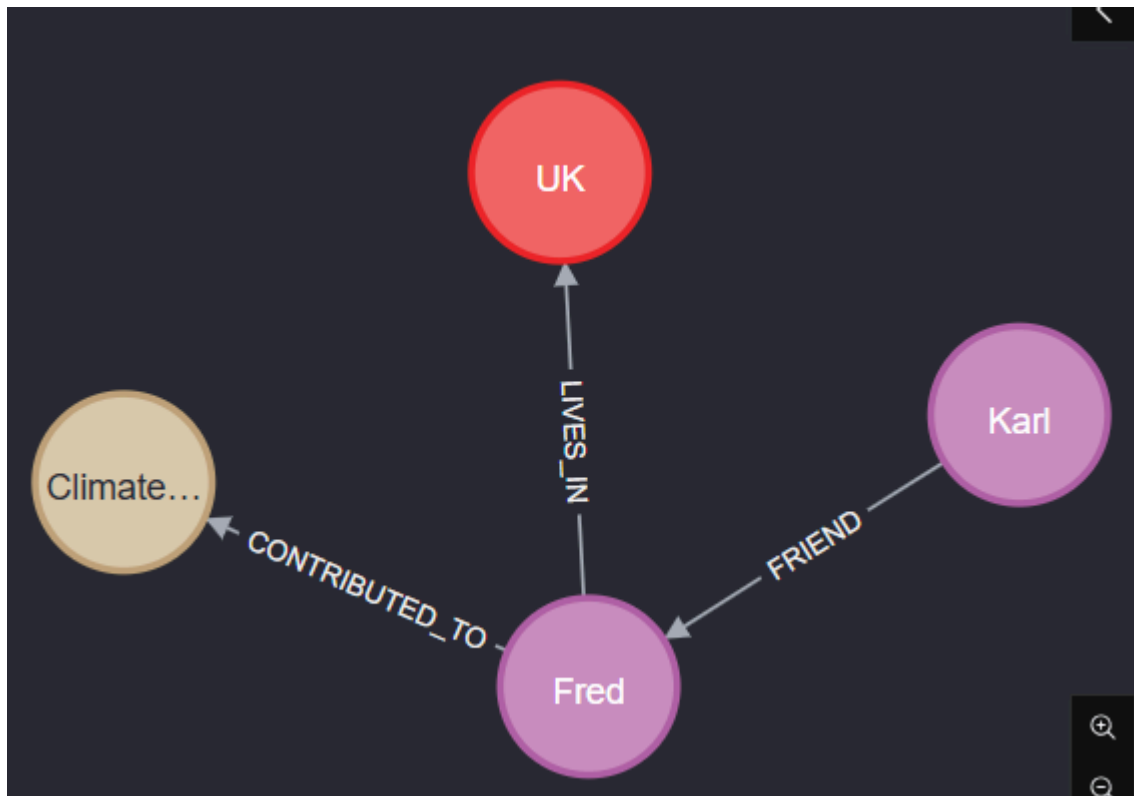 UK
LIVES_IN
Karl
Climate…
FRIEND
CONTRIBUTED_TO
Fred